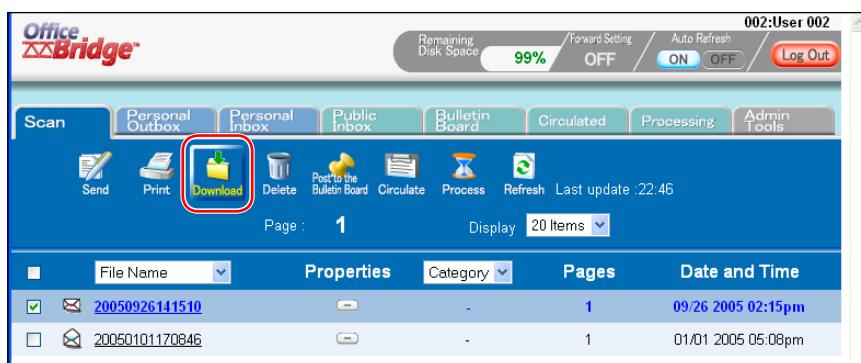 002:User 002
Office
Bridge™
Remaining
Disk Space
99%
Forward Setting
OFF
Auto Refresh
ON
OFF
Log Out
Scan
Personal
Outbox
Personal
Inbox
Public
Inbox
Bulletin
Board
Circulated
Processing
Admin
Tools
Send
Print
Download
Delete
Post to the
Bulletin Board
Circulate
Process
Refresh
Last update :22:46
Page : 1
Display 20 Items
File Name Properties Category Pages Date and Time
20050926141510 - 1 09/26 2005 02:15pm
20050101170846 - 1 01/01 2005 05:08pm